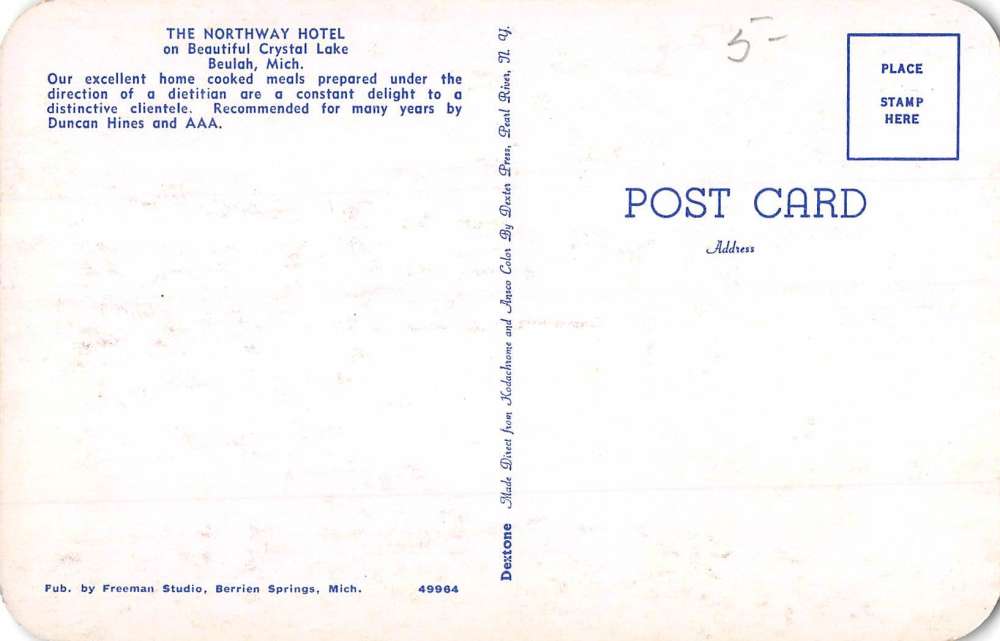 THE NORTHWAY HOTEL
on Beautiful Crystal Lake
Beulah, Mich.
Our excellent home cooked meals prepared under the
direction of a dietitian are a constant delight to a
distinctive clientele. Recommended for many years by
Duncan Hines and AAA.
Pub. by Freeman Studio, Berrien Springs, Mich. 49964
Dextone Made Direct from Kodachrome and Ansco Color By Dexter Press, Pearl River, N. Y.
5-
PLACE
STAMP
HERE
POST CARD
Address